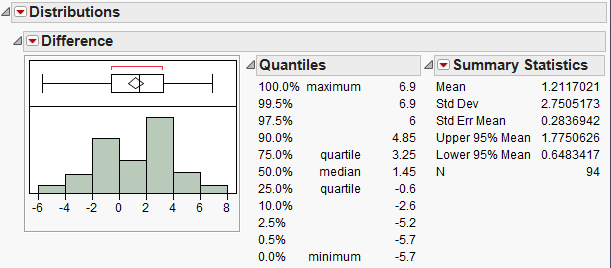 Distributions
Difference
-6 -4 -2 0 2 4 6 8
Quantiles
100.0% maximum 6.9
99.5% 6.9
97.5% 6
90.0% 4.85
75.0% quartile 3.25
50.0% median 1.45
25.0% quartile -0.6
10.0% -2.6
2.5% -5.2
0.5% -5.7
0.0% minimum -5.7
Summary Statistics
Mean 1.2117021
Std Dev 2.7505173
Std Err Mean 0.2836942
Upper 95% Mean 1.7750626
Lower 95% Mean 0.6483417
N 94